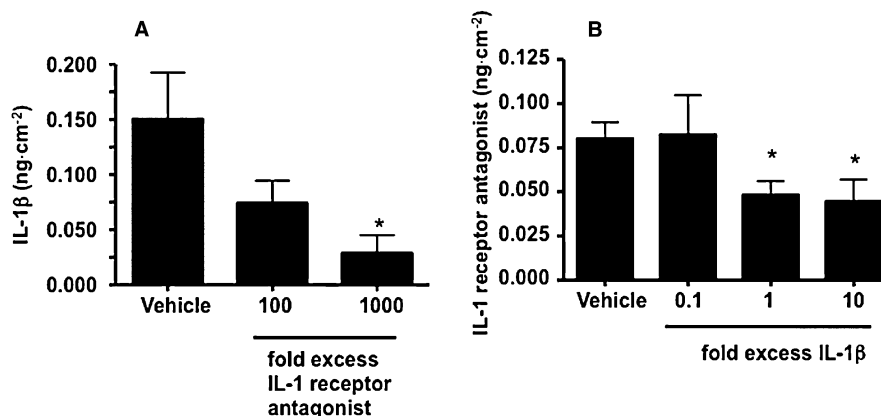 A
IL-1β (ng·cm-2)
0.200
0.150
0.100
0.050
0.000
*
Vehicle 100 1000
fold excess
IL-1 receptor
antagonist
B
IL-1 receptor antagonist (ng·cm-2)
0.125
0.100
0.075
0.050
0.025
0.000
* *
Vehicle 0.1 1 10
fold excess IL-1β